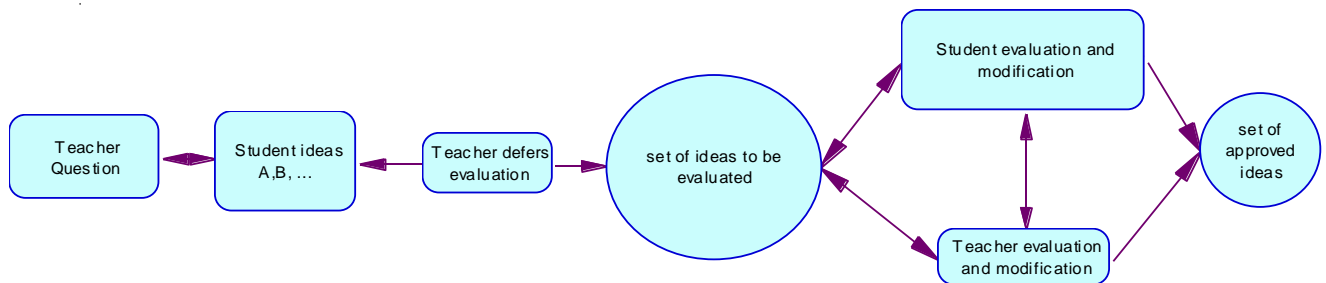 Teacher
Question
Student ideas
A,B, ...
Teacher defers
evaluation
set of ideas to be
evaluated
Student evaluation and
modification
Teacher evaluation
and modification
set of
approved
ideas